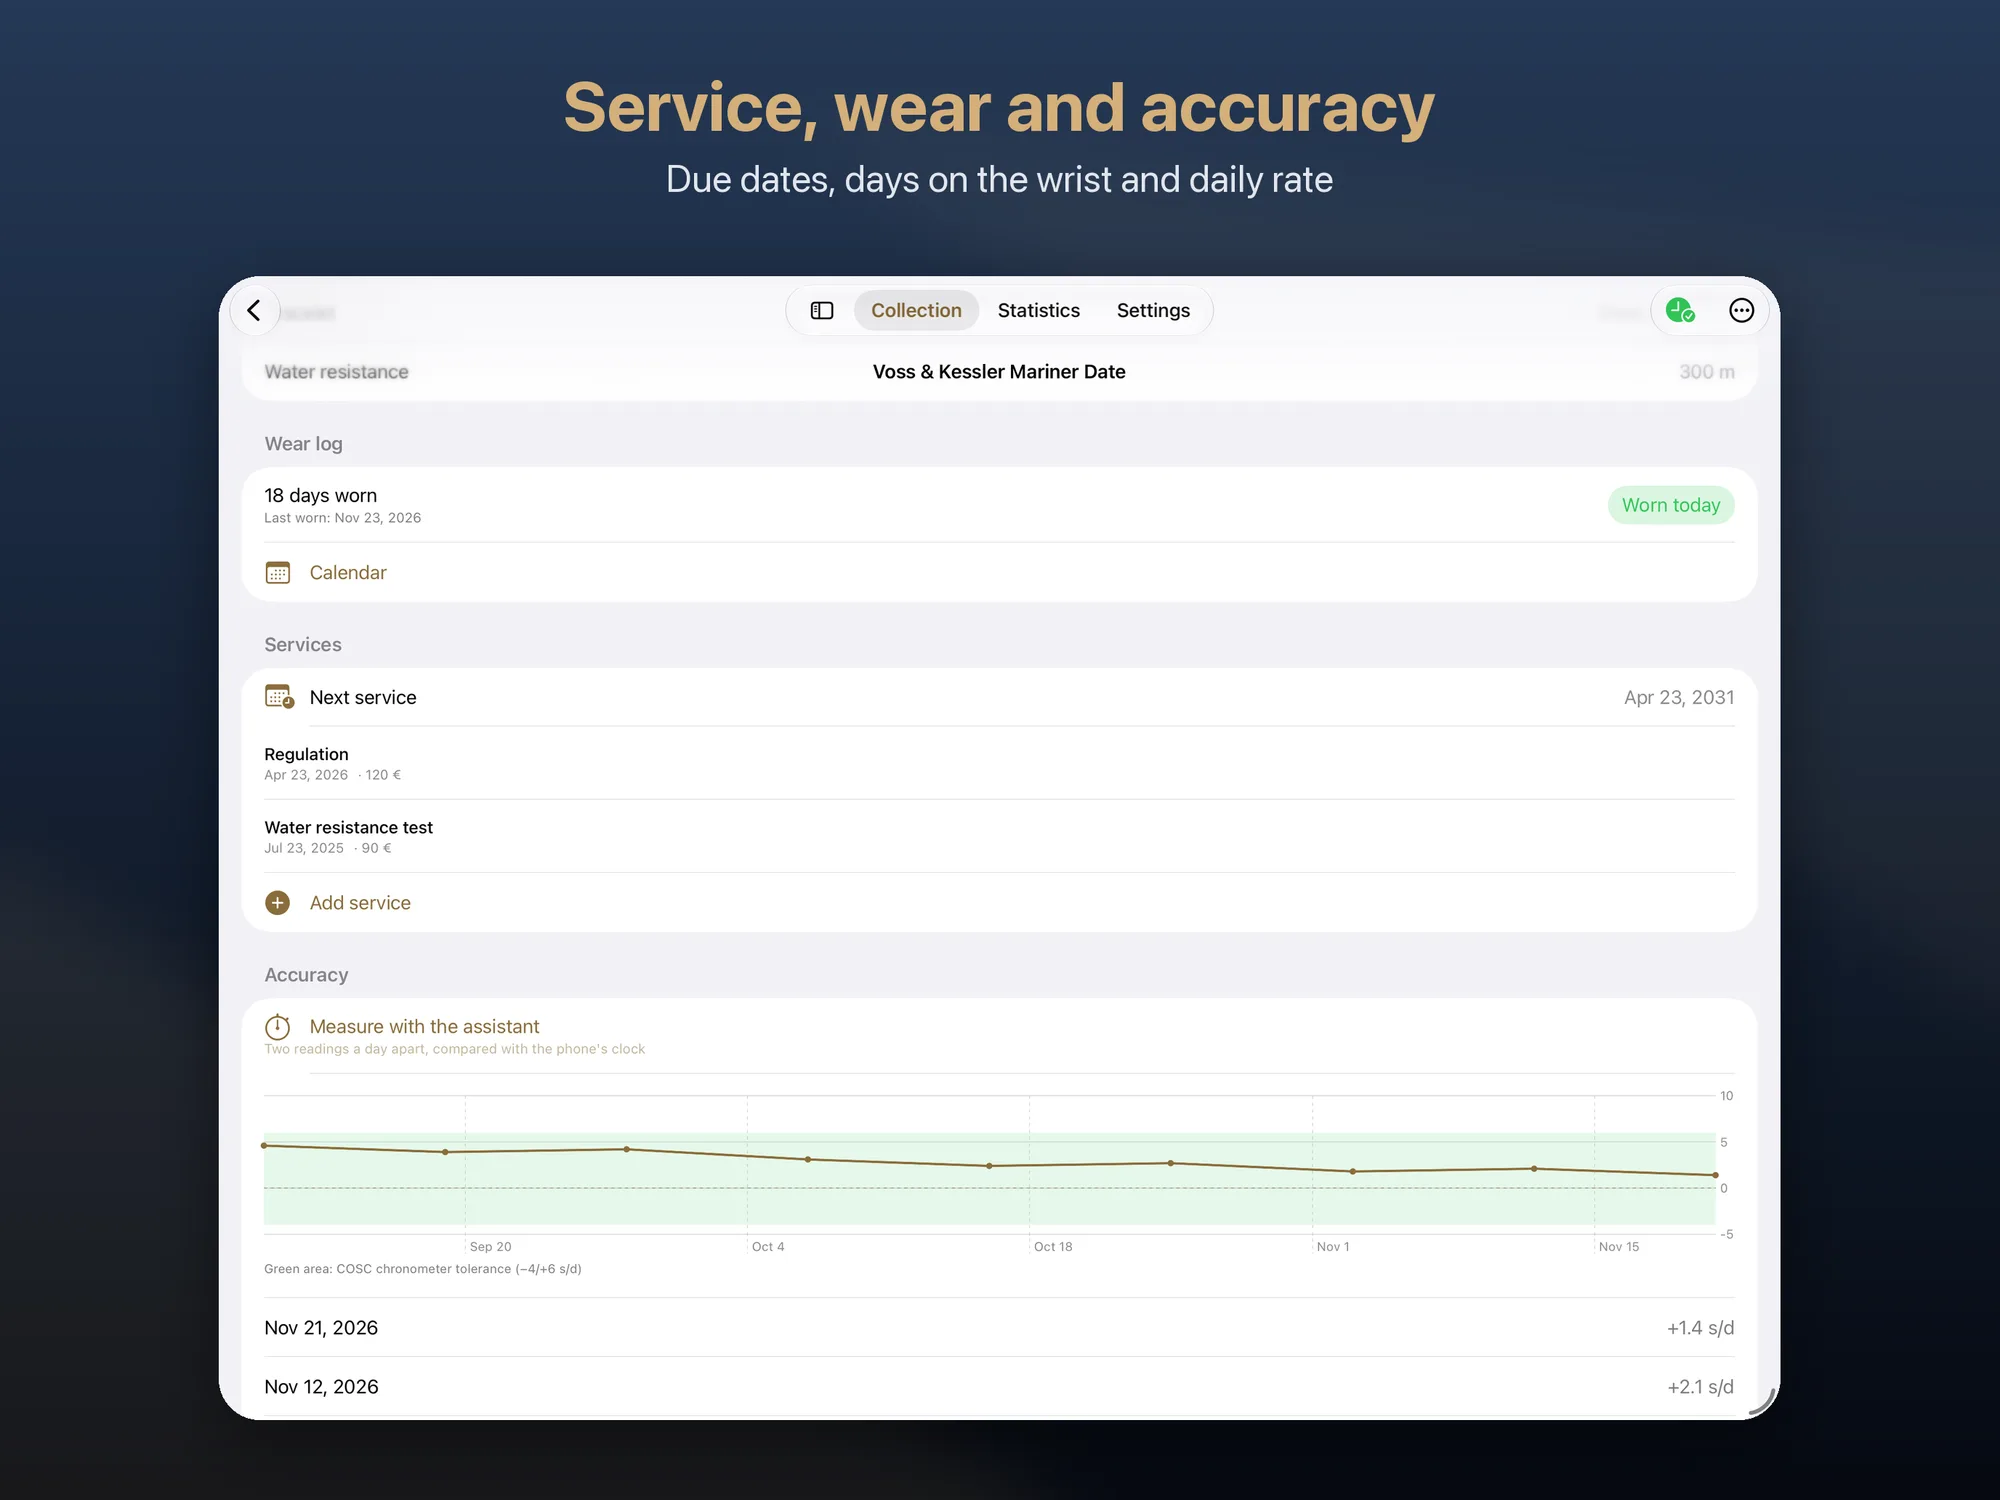 Service, wear and accuracy
Due dates, days on the wrist and daily rate
Collection
Statistics
Settings
Water resistance
Voss & Kessler Mariner Date
300 m
Wear log
18 days worn
Worn today
Last worn: Nov 23, 2026
Calendar
Services
Next service
Apr 23, 2031
Regulation
Apr 23, 2026 · 120 €
Water resistance test
Jul 23, 2025 · 90 €
Add service
Accuracy
Measure with the assistant
Two readings a day apart, compared with the phone's clock
10
5
0
-5
Sep 20
Oct 4
Oct 18
Nov 1
Nov 15
Green area: COSC chronometer tolerance (−4/+6 s/d)
Nov 21, 2026
+1.4 s/d
Nov 12, 2026
+2.1 s/d